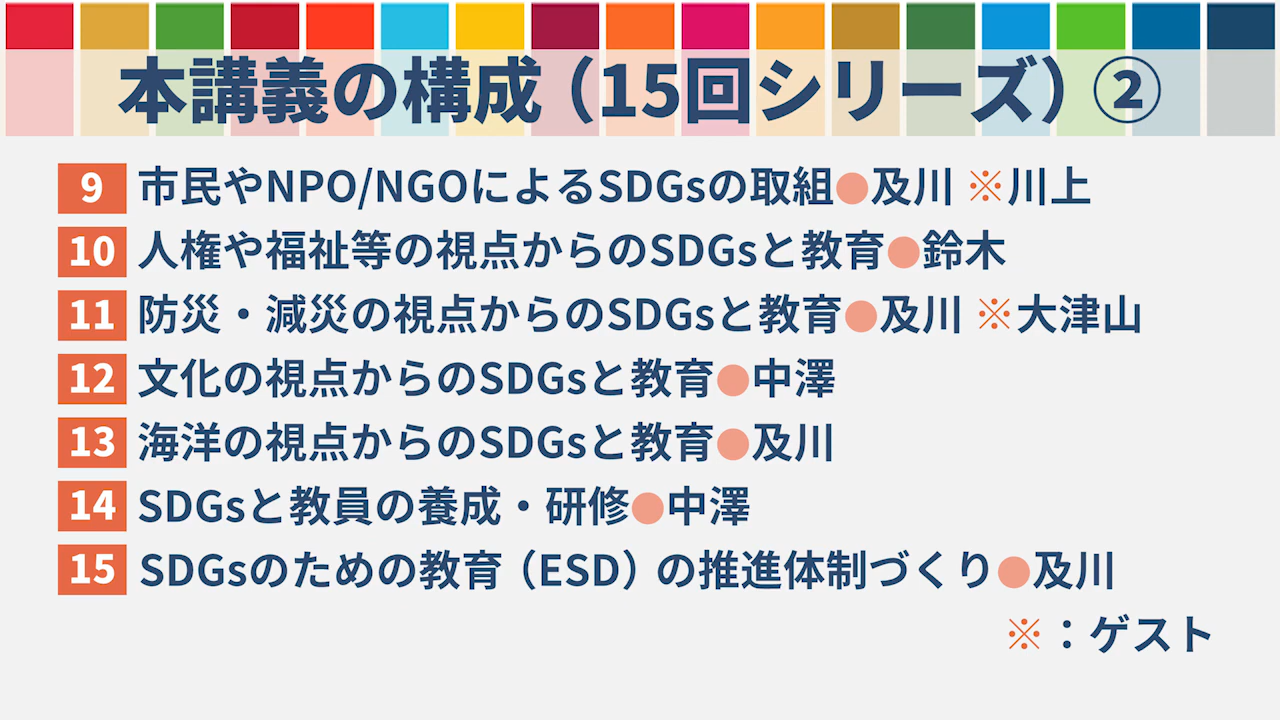 本講義の構成（15回シリーズ）②
9 市民やNPO/NGOによるSDGsの取組●及川 ※川上
10 人権や福祉等の視点からのSDGsと教育●鈴木
11 防災・減災の視点からのSDGsと教育●及川 ※大津山
12 文化の視点からのSDGsと教育●中澤
13 海洋の視点からのSDGsと教育●及川
14 SDGsと教員の養成・研修●中澤
15 SDGsのための教育（ESD）の推進体制づくり●及川
※：ゲスト